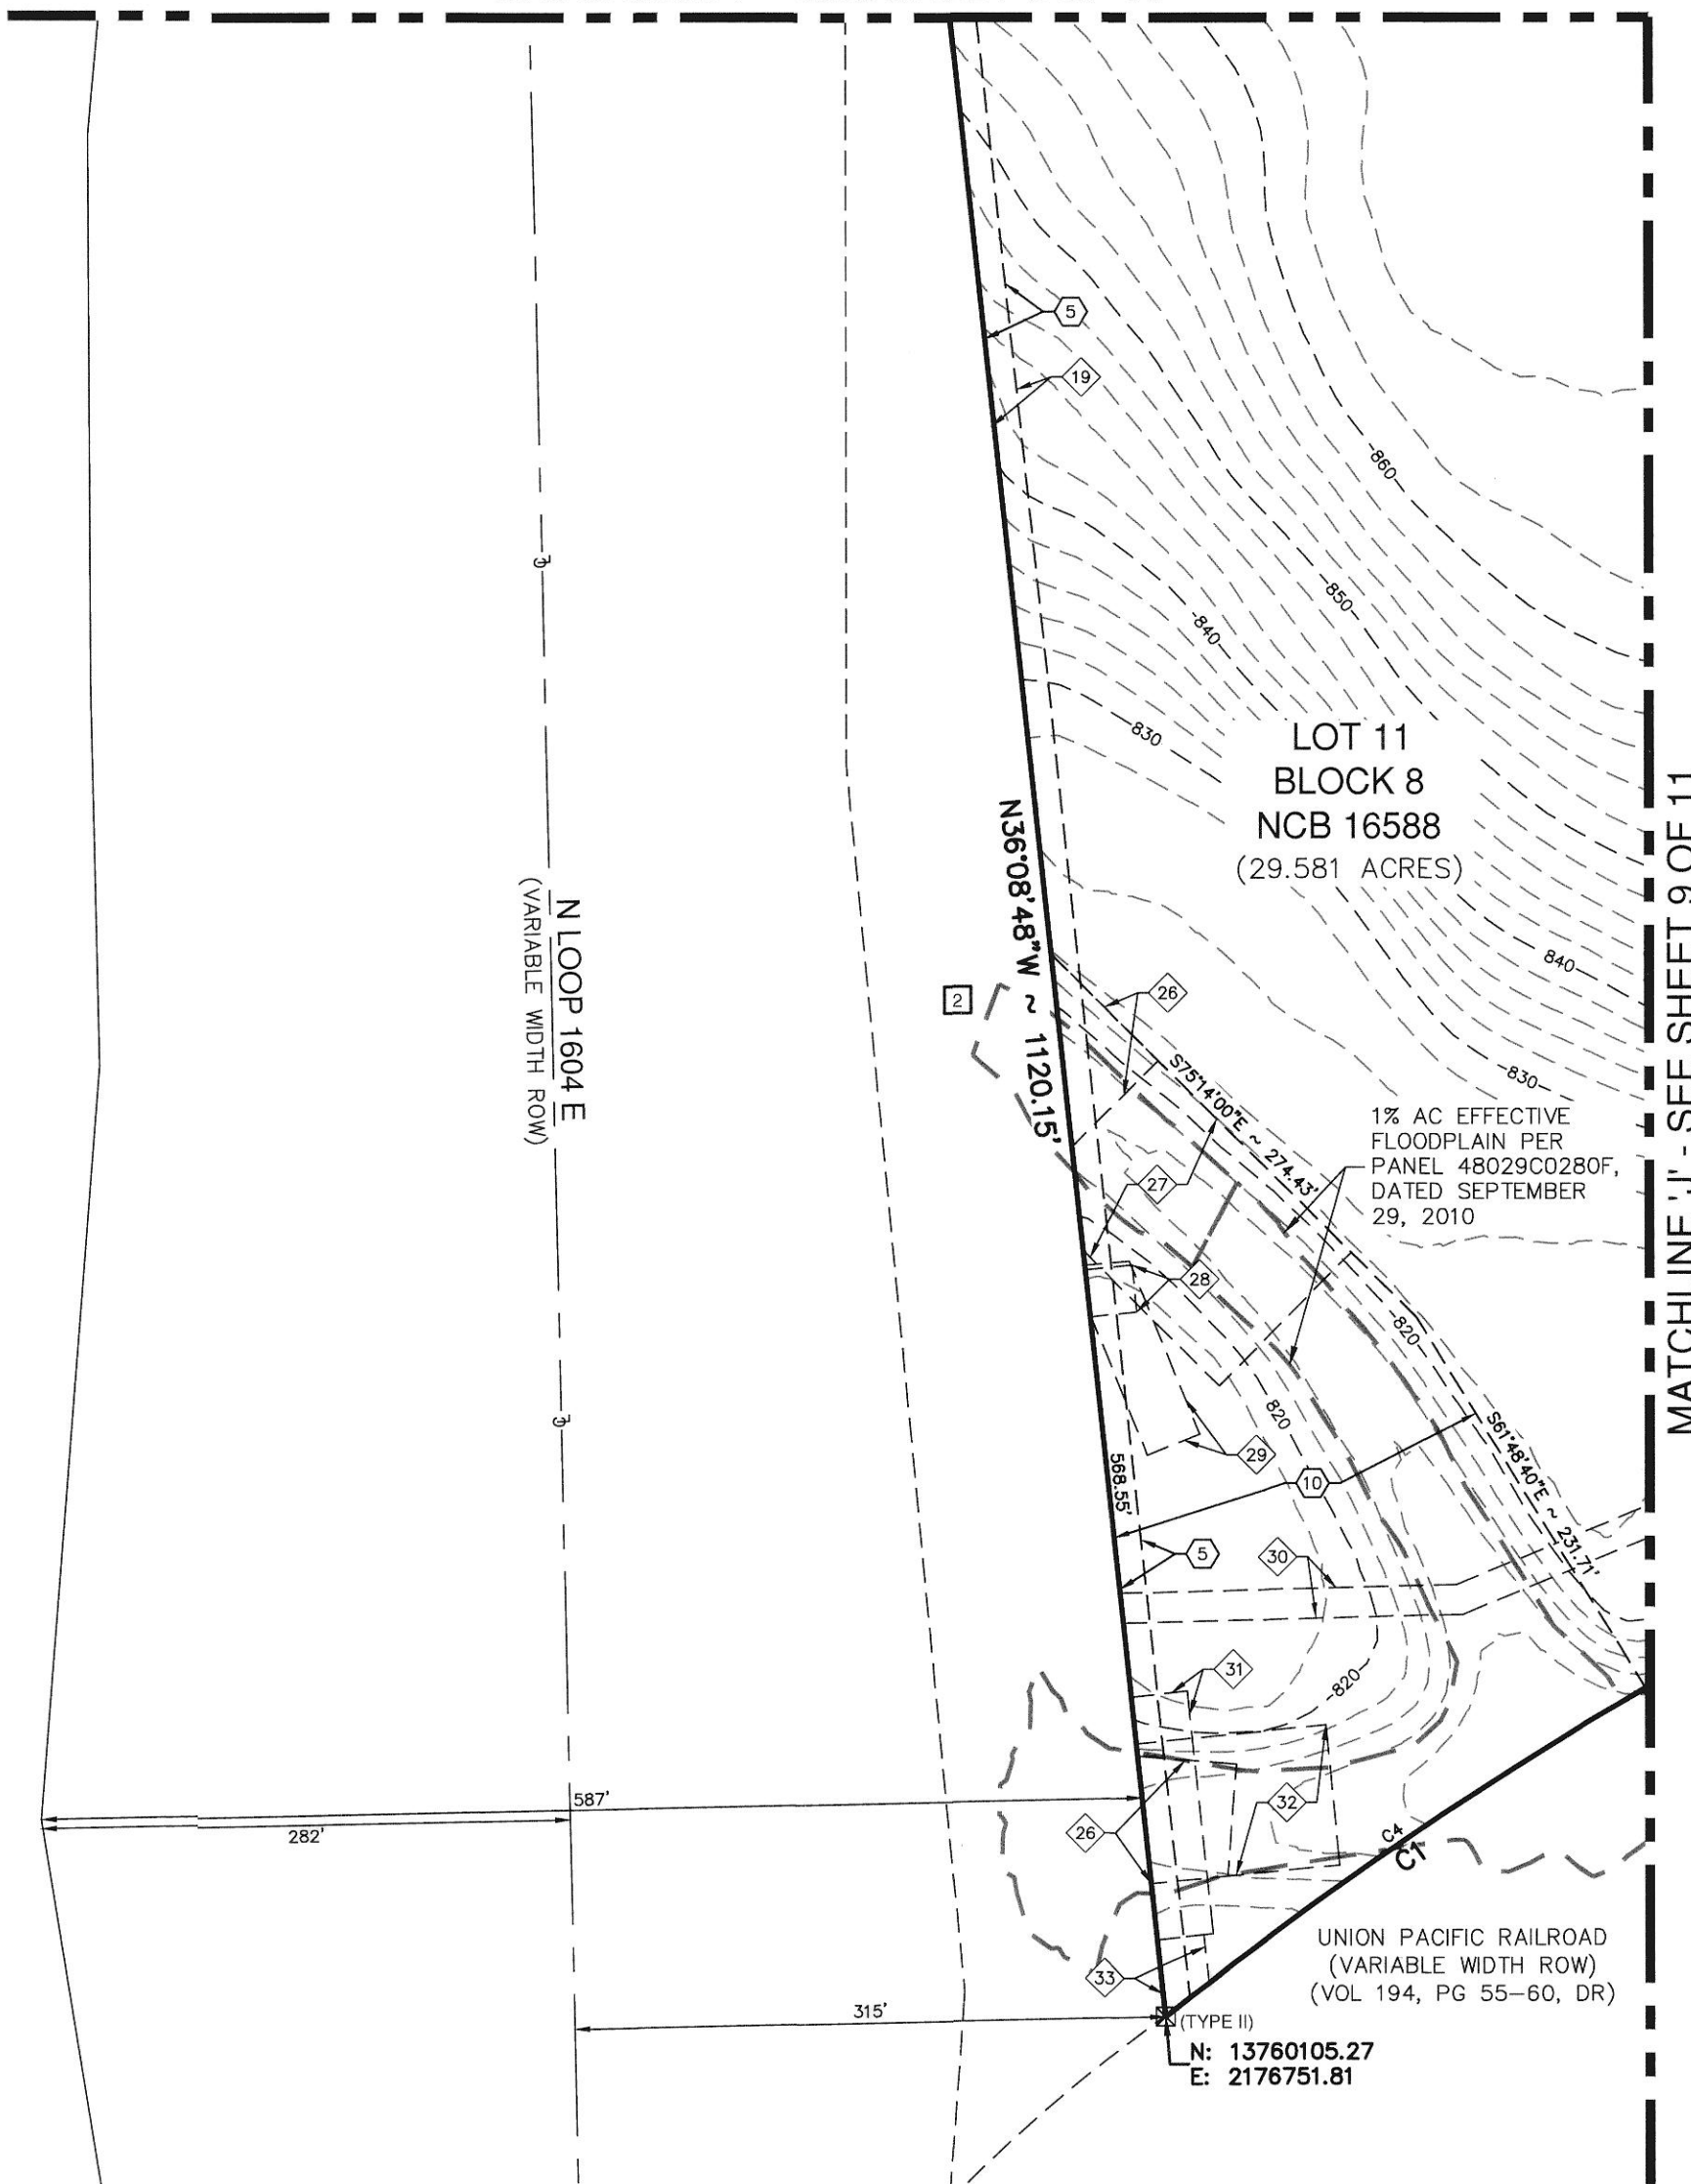 5
19
-860-
-850-
-840-
-830
LOT 11
BLOCK 8
NCB 16588
(29.581 ACRES)
MATCHLINE 'J' - SEE SHEET 9 OF 11
N36°08'48"W ~ 1120.15'
N LOOP 1604 E
(VARIABLE WIDTH ROW)
840
-830-
2
26
S75°14'00"E ~ 274.43'
1% AC EFFECTIVE
FLOODPLAIN PER
PANEL 48029C0280F,
DATED SEPTEMBER
29, 2010
27
28
-820-
820
29
S61°48'40"E ~ 231.71'
568.55'
10
5
30
31
-820-
587'
282'
26
32
C4
C1
UNION PACIFIC RAILROAD
(VARIABLE WIDTH ROW)
(VOL 194, PG 55-60, DR)
33
315'
(TYPE II)
N: 13760105.27
E: 2176751.81